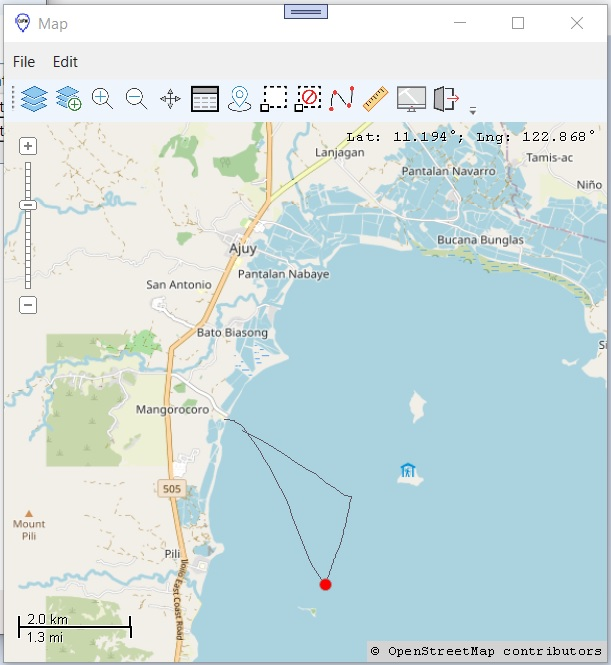 Map
File Edit
Lat: 11.194°; Lng: 122.868°
Lanjagan
Tamis-ac
Pantalan Navarro
Niño
Bucana Bunglas
Ajuy
Pantalan Nabaye
San Antonio
Bato Biasong
Mangorocoro
505
Mount
Pili
Pili
Iloilo East Coast Road
2.0 km
1.3 mi
© OpenStreetMap contributors